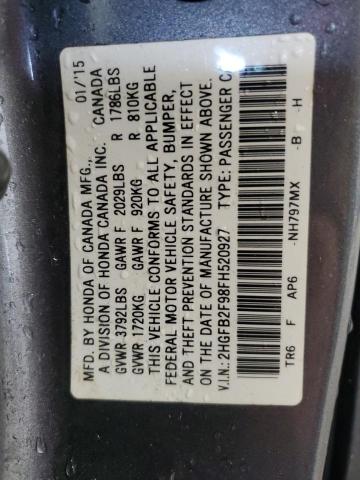 MFD. BY HONDA OF CANADA MFG., 01/'15
A DIVISION OF HONDA CANADA INC. CANADA
GVWR 3792LBS GAWR F 2029LBS R 1786LBS
GVWR 1720KG GAWR F 920KG R 810KG
THIS VEHICLE CONFORMS TO ALL APPLICABLE
FEDERAL MOTOR VEHICLE SAFETY, BUMPER,
AND THEFT PREVENTION STANDARDS IN EFFECT
ON THE DATE OF MANUFACTURE SHOWN ABOVE.
V.I.N.: 2HGFB2F98FH520927 TYPE: PASSENGER
TR6 F AP6 -NH797MX -B -H